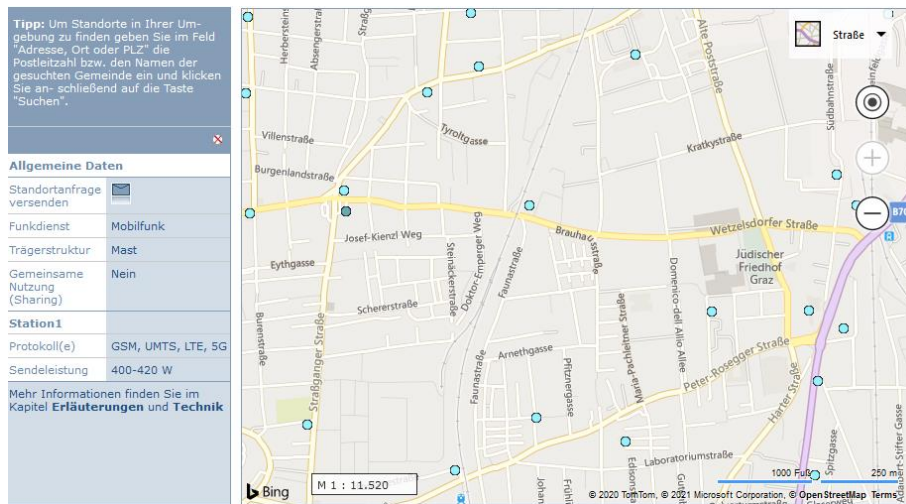 Tipp: Um Standorte in Ihrer Um-
gebung zu finden geben Sie im Feld
"Adresse, Ort oder PLZ" die
Postleitzahl bzw. den Namen der
gesuchten Gemeinde ein und klicken
Sie an- schließend auf die Taste
"Suchen".
Allgemeine Daten
Standortanfrage
versenden
Funkdienst Mobilfunk
Trägerstruktur Mast
Gemeinsame Nein
Nutzung
(Sharing)
Station1
Protokoll(e) GSM, UMTS, LTE, 5G
Sendeleistung 400-420 W
Mehr Informationen finden Sie im
Kapitel Erläuterungen und Technik
Straße
Absengerstraße
Alte Poststraße
Südbahnstraße
Villenstraße
Tyroltgasse
Kratkystraße
Burgenlandstraße
B70
Wetzelsdorfer Straße
Brauhausstraße
Josef-Kienzl Weg
Steinäckerstraße
Doktor-Emperger Weg
Faunastraße
Eythgasse
Jüdischer
Friedhof
Graz
Domenico-dell Allio Allee
Schererstraße
Burenstraße
Straßganger Straße
Maria-Pachleitner Straße
Arnethgasse
Peter-Rosegger Straße
Faunastraße
Pfitznergasse
Harter Straße
Laboratoriumstraße
Spitzgasse
1000 Fuß 250 m
M 1 : 11.520
Bing
© 2020 TomTom, © 2021 Microsoft Corporation, © OpenStreetMap Terms